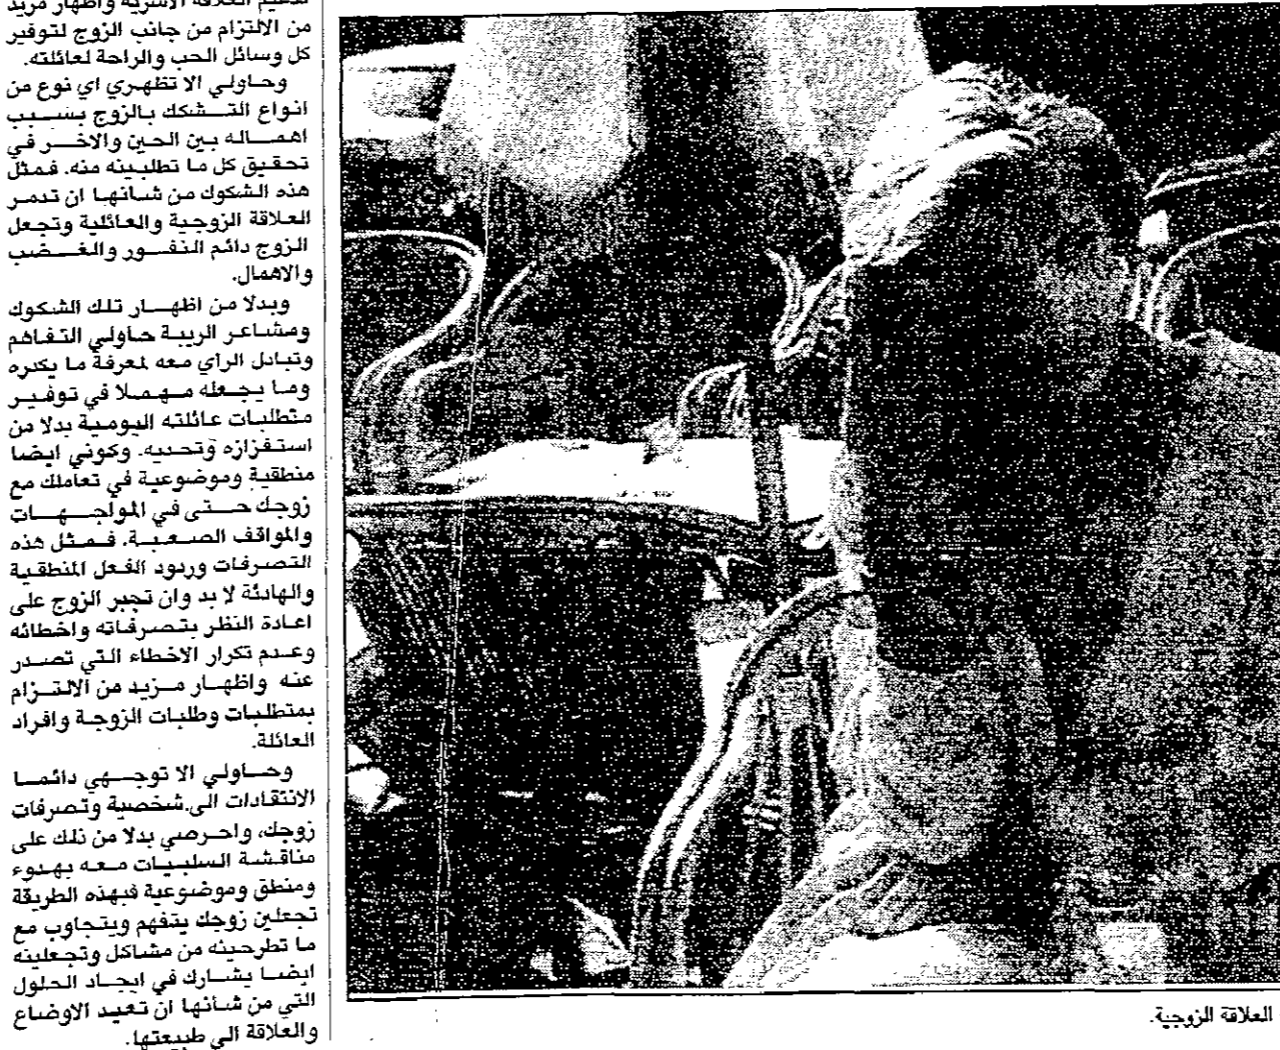 تدعيم العلاقة الاسرية واظهار مزيد
من الالتزام من جانب الزوج لتوفير
كل وسائل الحب والراحة لعائلته.
وحاولي الا تظهري اي نوع من
انواع التشكك بالزوج بسبب
اهماله بين الحين والاخر في
تحقيق كل ما تطلبينه منه. فمثل
هذه الشكوك من شأنها ان تدمر
العلاقة الزوجية والعائلية وتجعل
الزوج دائم النفور والغضب
والاهمال.
وبدلا من اظهار تلك الشكوك
ومشاعر الريبة حاولي التفاهم
وتبادل الرأي معه لمعرفة ما يكدره
وما يجعله مهملا في توفير
متطلبات عائلته اليومية بدلا من
استفزازه وتحديه. وكوني ايضا
منطقية وموضوعية في تعاملك مع
زوجك حتى في المواجهات
والمواقف الصعبة. فمثل هذه
التصرفات وردود الفعل المنطقية
والهادئة لا بد وان تجبر الزوج على
اعادة النظر بتصرفاته واخطائه
وعدم تكرار الاخطاء التي تصدر
عنه واظهار مزيد من الالتزام
بمتطلبات وطلبات الزوجة وافراد
العائلة.
وحاولي الا توجهي دائما
الانتقادات الى شخصية وتصرفات
زوجك، واحرصي بدلا من ذلك على
مناقشة السلبيات معه بهدوء
ومنطق وموضوعية فبهذه الطريقة
تجعلين زوجك يتفهم ويتجاوب مع
ما تطرحينه من مشاكل وتجعلينه
ايضا يشارك في ايجاد الحلول
التي من شأنها ان تعيد الاوضاع
والعلاقة الى طبيعتها.
العلاقة الزوجية.